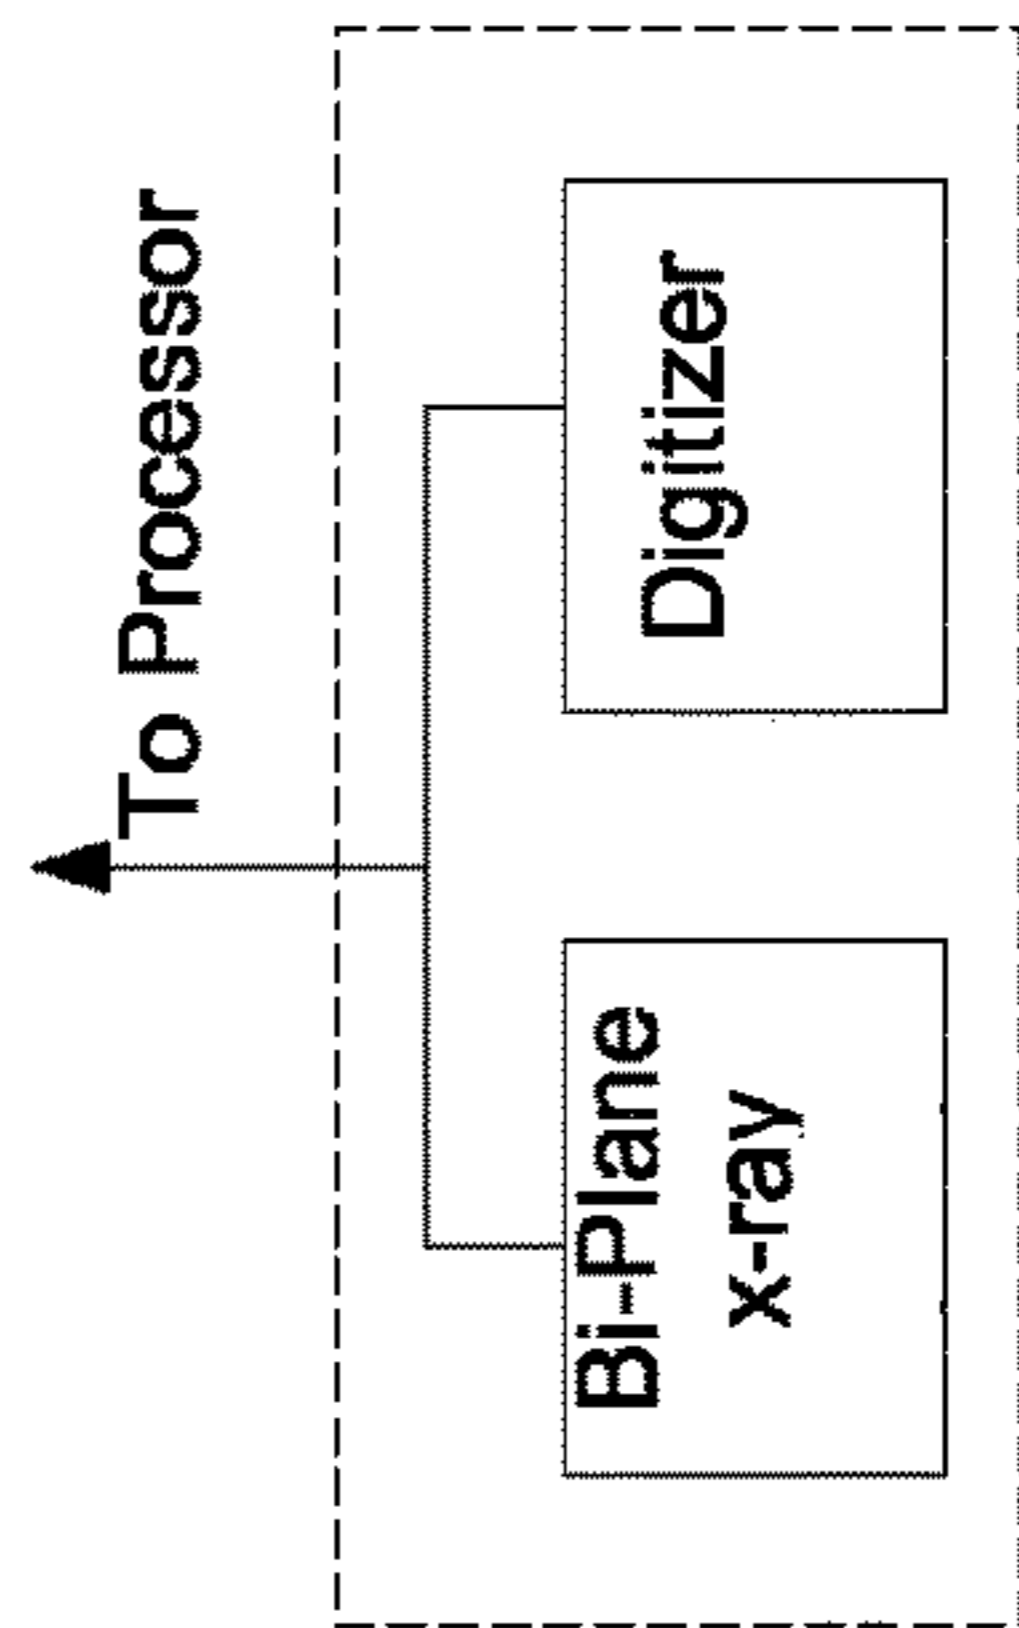 To Processor
Bi-Plane
x-ray
Digitizer